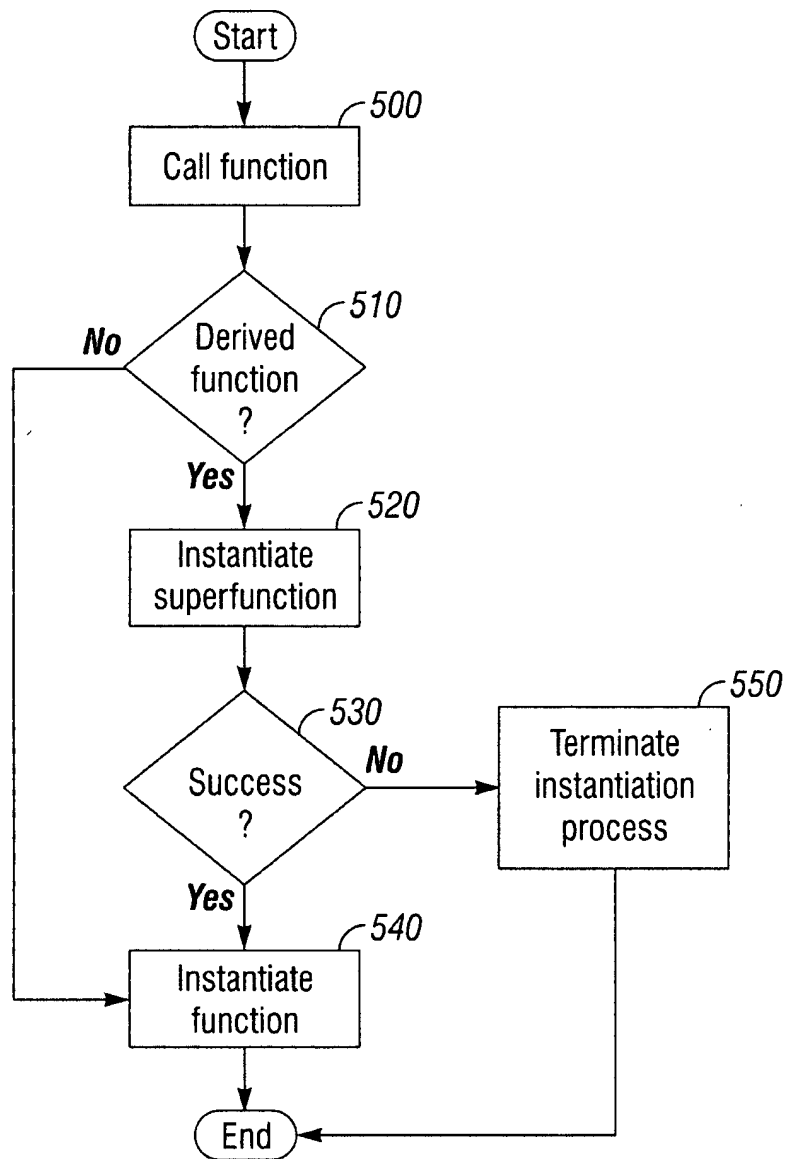 Start
500
Call function
510
No
Derived
function
?
Yes
520
Instantiate
superfunction
530
Success
?
No
550
Terminate
instantiation
process
Yes
540
Instantiate
function
End